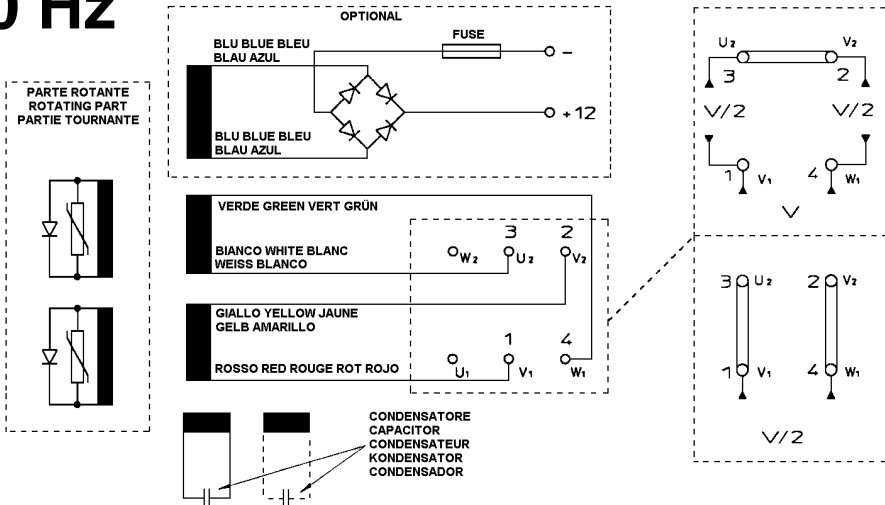 0 Hz
OPTIONAL
BLU BLUE BLEU
BLAU AZUL
FUSE
–
+12
BLU BLUE BLEU
BLAU AZUL
PARTE ROTANTE
ROTATING PART
PARTIE TOURNANTE
VERDE GREEN VERT GRÜN
BIANCO WHITE BLANC
WEISS BLANCO
GIALLO YELLOW JAUNE
GELB AMARILLO
ROSSO RED ROUGE ROT ROJO
3 2
W2 U2 V2
1 4
U1 V1 W1
CONDENSATORE
CAPACITOR
CONDENSATEUR
KONDENSATOR
CONDENSADOR
U2 V2
3 2
V/2 V/2
1 V1 4 W1
V
3 U2 2 V2
1 V1 4 W1
V/2